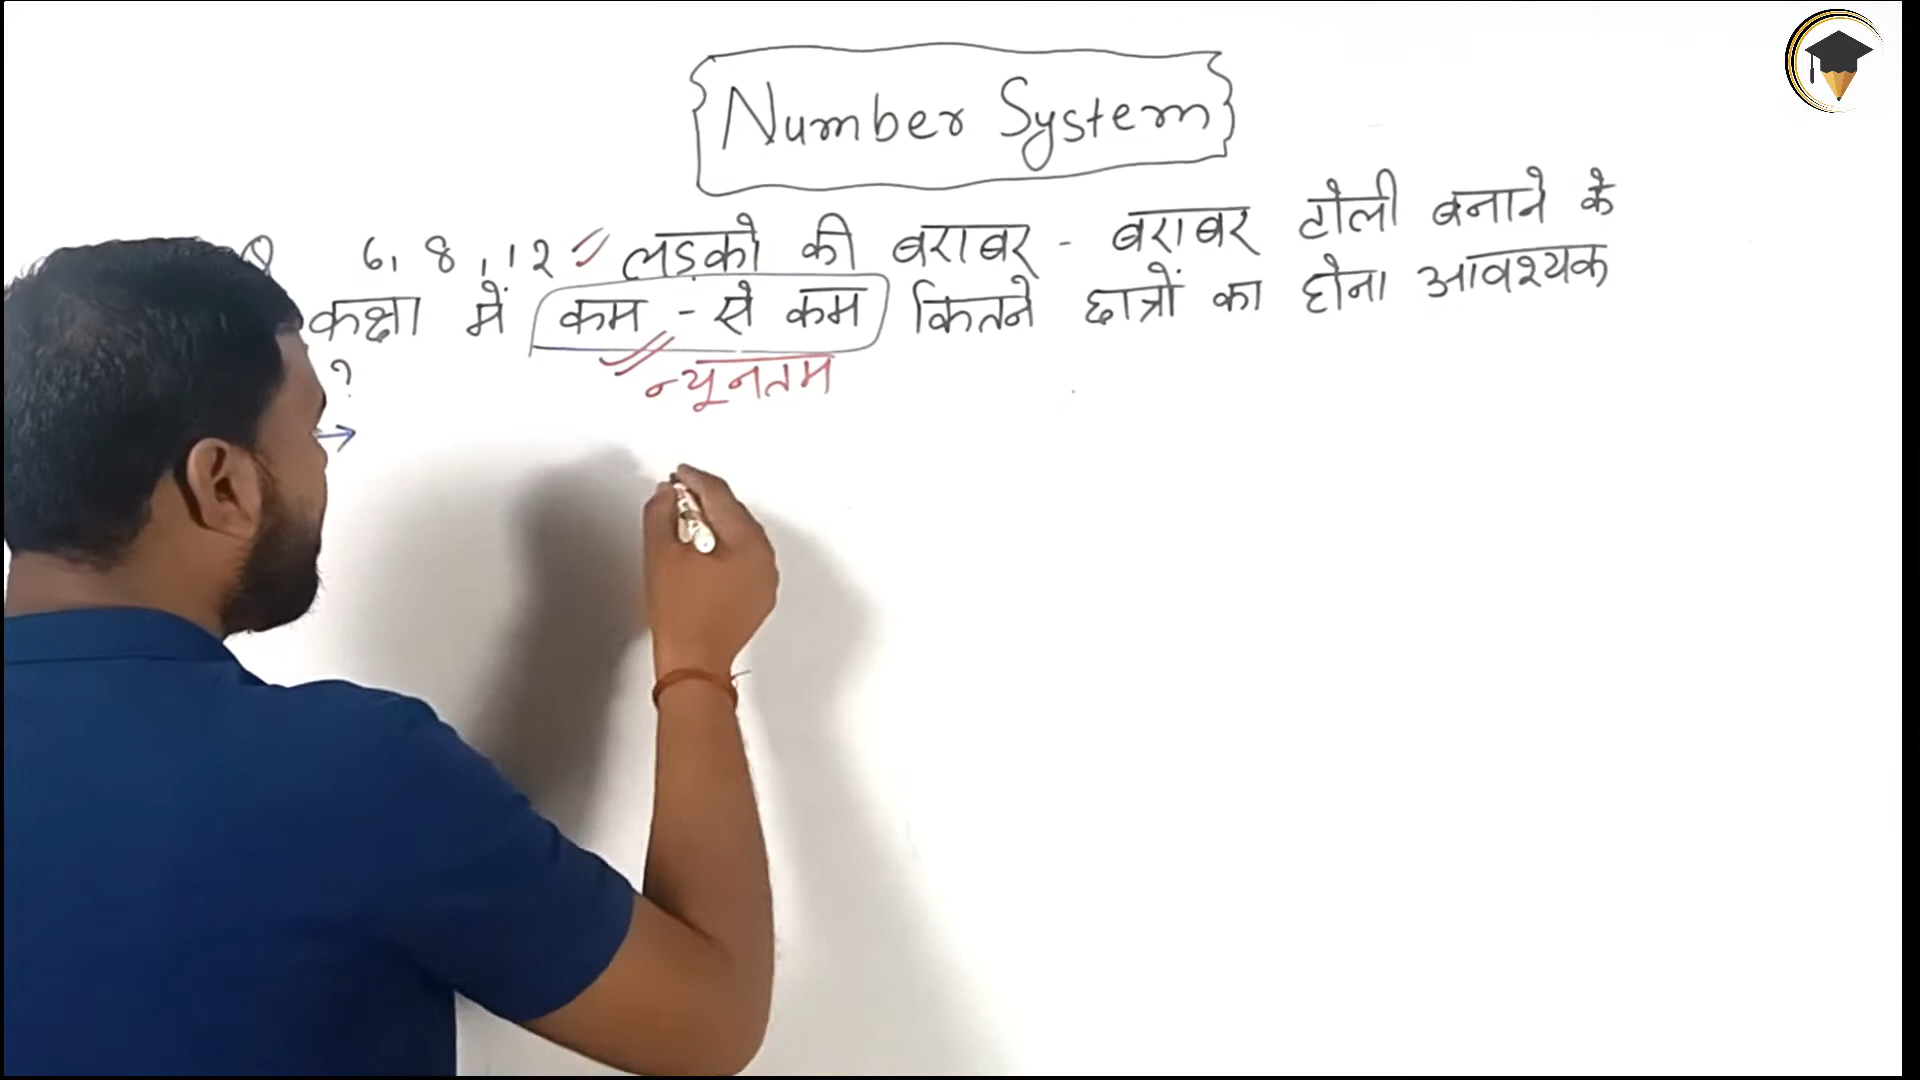 Number System
Q 6, 8, 12 लड़को की बराबर - बराबर टोली बनाने के
कक्षा में कम - से कम कितने छात्रों का होना आवश्यक
?
न्यूनतम
→